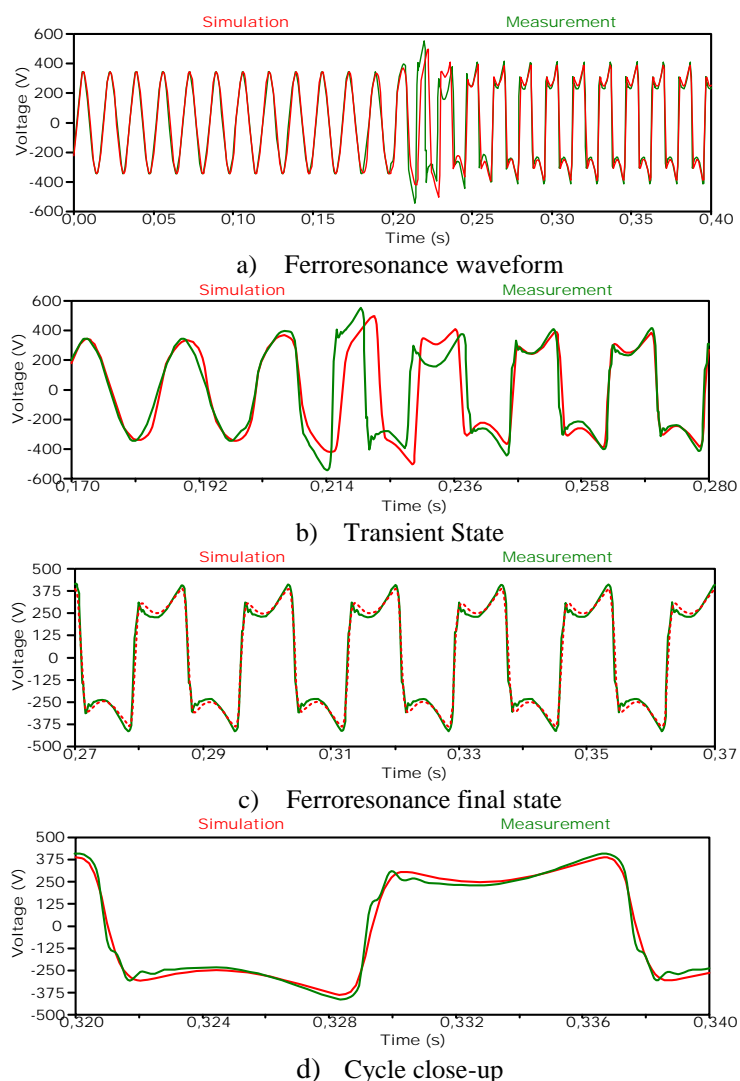 Simulation Measurement
600
400
200
0
-200
-400
-600
Voltage (V)
0,00 0,05 0,10 0,15 0,20 0,25 0,30 0,35 0,40
Time (s)
a) Ferroresonance waveform
Simulation Measurement
600
400
200
0
-200
-400
-600
Voltage (V)
0,170 0,192 0,214 0,236 0,258 0,280
Time (s)
b) Transient State
Simulation Measurement
500
375
250
125
0
-125
-250
-375
-500
Voltage (V)
0,27 0,29 0,31 0,33 0,35 0,37
Time (s)
c) Ferroresonance final state
Simulation Measurement
500
375
250
125
0
-125
-250
-375
-500
Voltage (V)
0,320 0,324 0,328 0,332 0,336 0,340
Time (s)
d) Cycle close-up